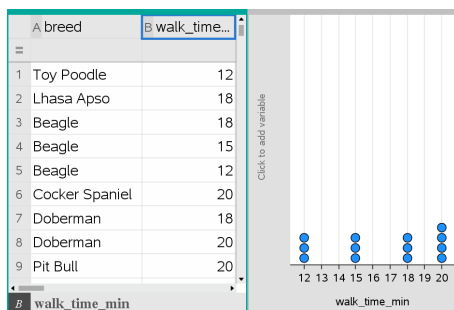 A breed B walk_time...
=
1 Toy Poodle 12
2 Lhasa Apso 18
3 Beagle 18
4 Beagle 15
5 Beagle 12
6 Cocker Spaniel 20
7 Doberman 18
8 Doberman 20
9 Pit Bull 20
B walk_time_min
Click to add variable
12 13 14 15 16 17 18 19 20
walk_time_min